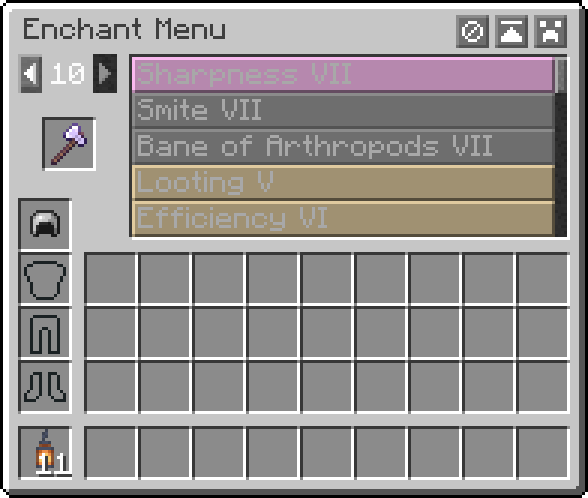 Enchant Menu
10
Sharpness VII
Smite VII
Bane of Arthropods VII
Looting V
Efficiency VI
11